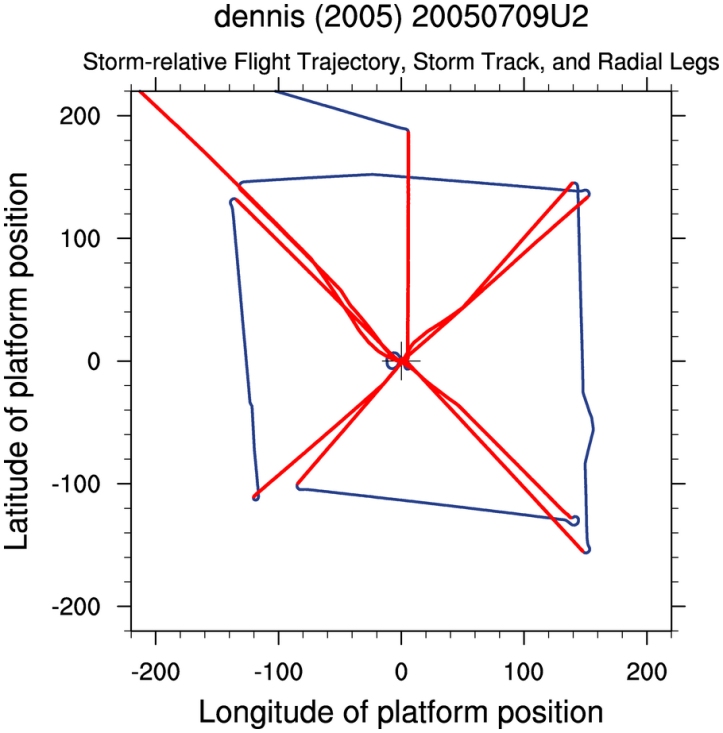 dennis (2005) 20050709U2
Storm-relative Flight Trajectory, Storm Track, and Radial Legs
200
100
0
-100
-200
Latitude of platform position
-200 -100 0 100 200
Longitude of platform position